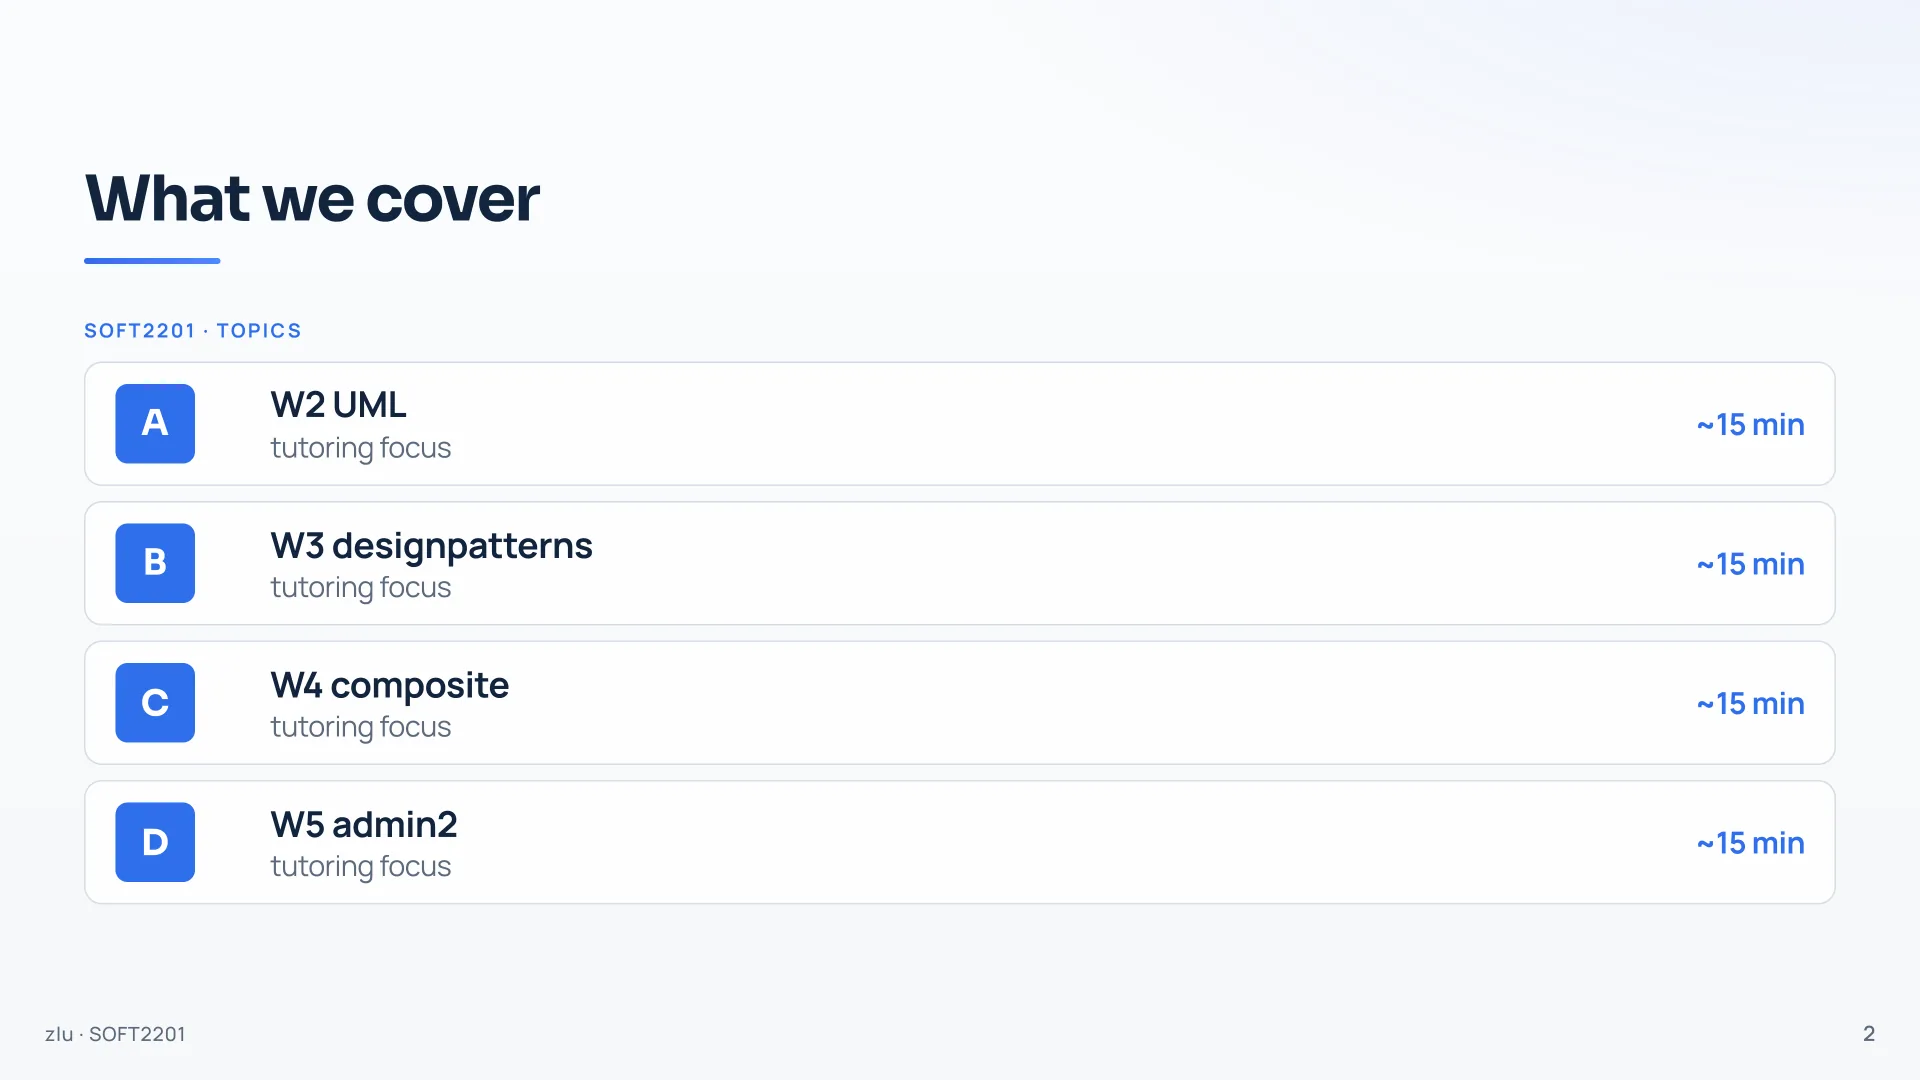 What we cover
SOFT2201 · TOPICS
A
W2 UML
tutoring focus
~15 min
B
W3 designpatterns
tutoring focus
~15 min
C
W4 composite
tutoring focus
~15 min
D
W5 admin2
tutoring focus
~15 min
zlu · SOFT2201
2